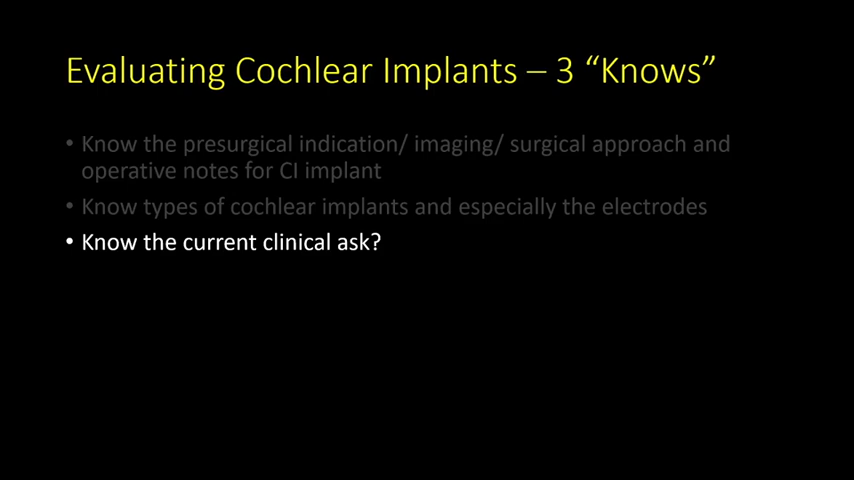 Evaluating Cochlear Implants – 3 “Knows”
• Know the presurgical indication/ imaging/ surgical approach and
operative notes for CI implant
• Know types of cochlear implants and especially the electrodes
• Know the current clinical ask?